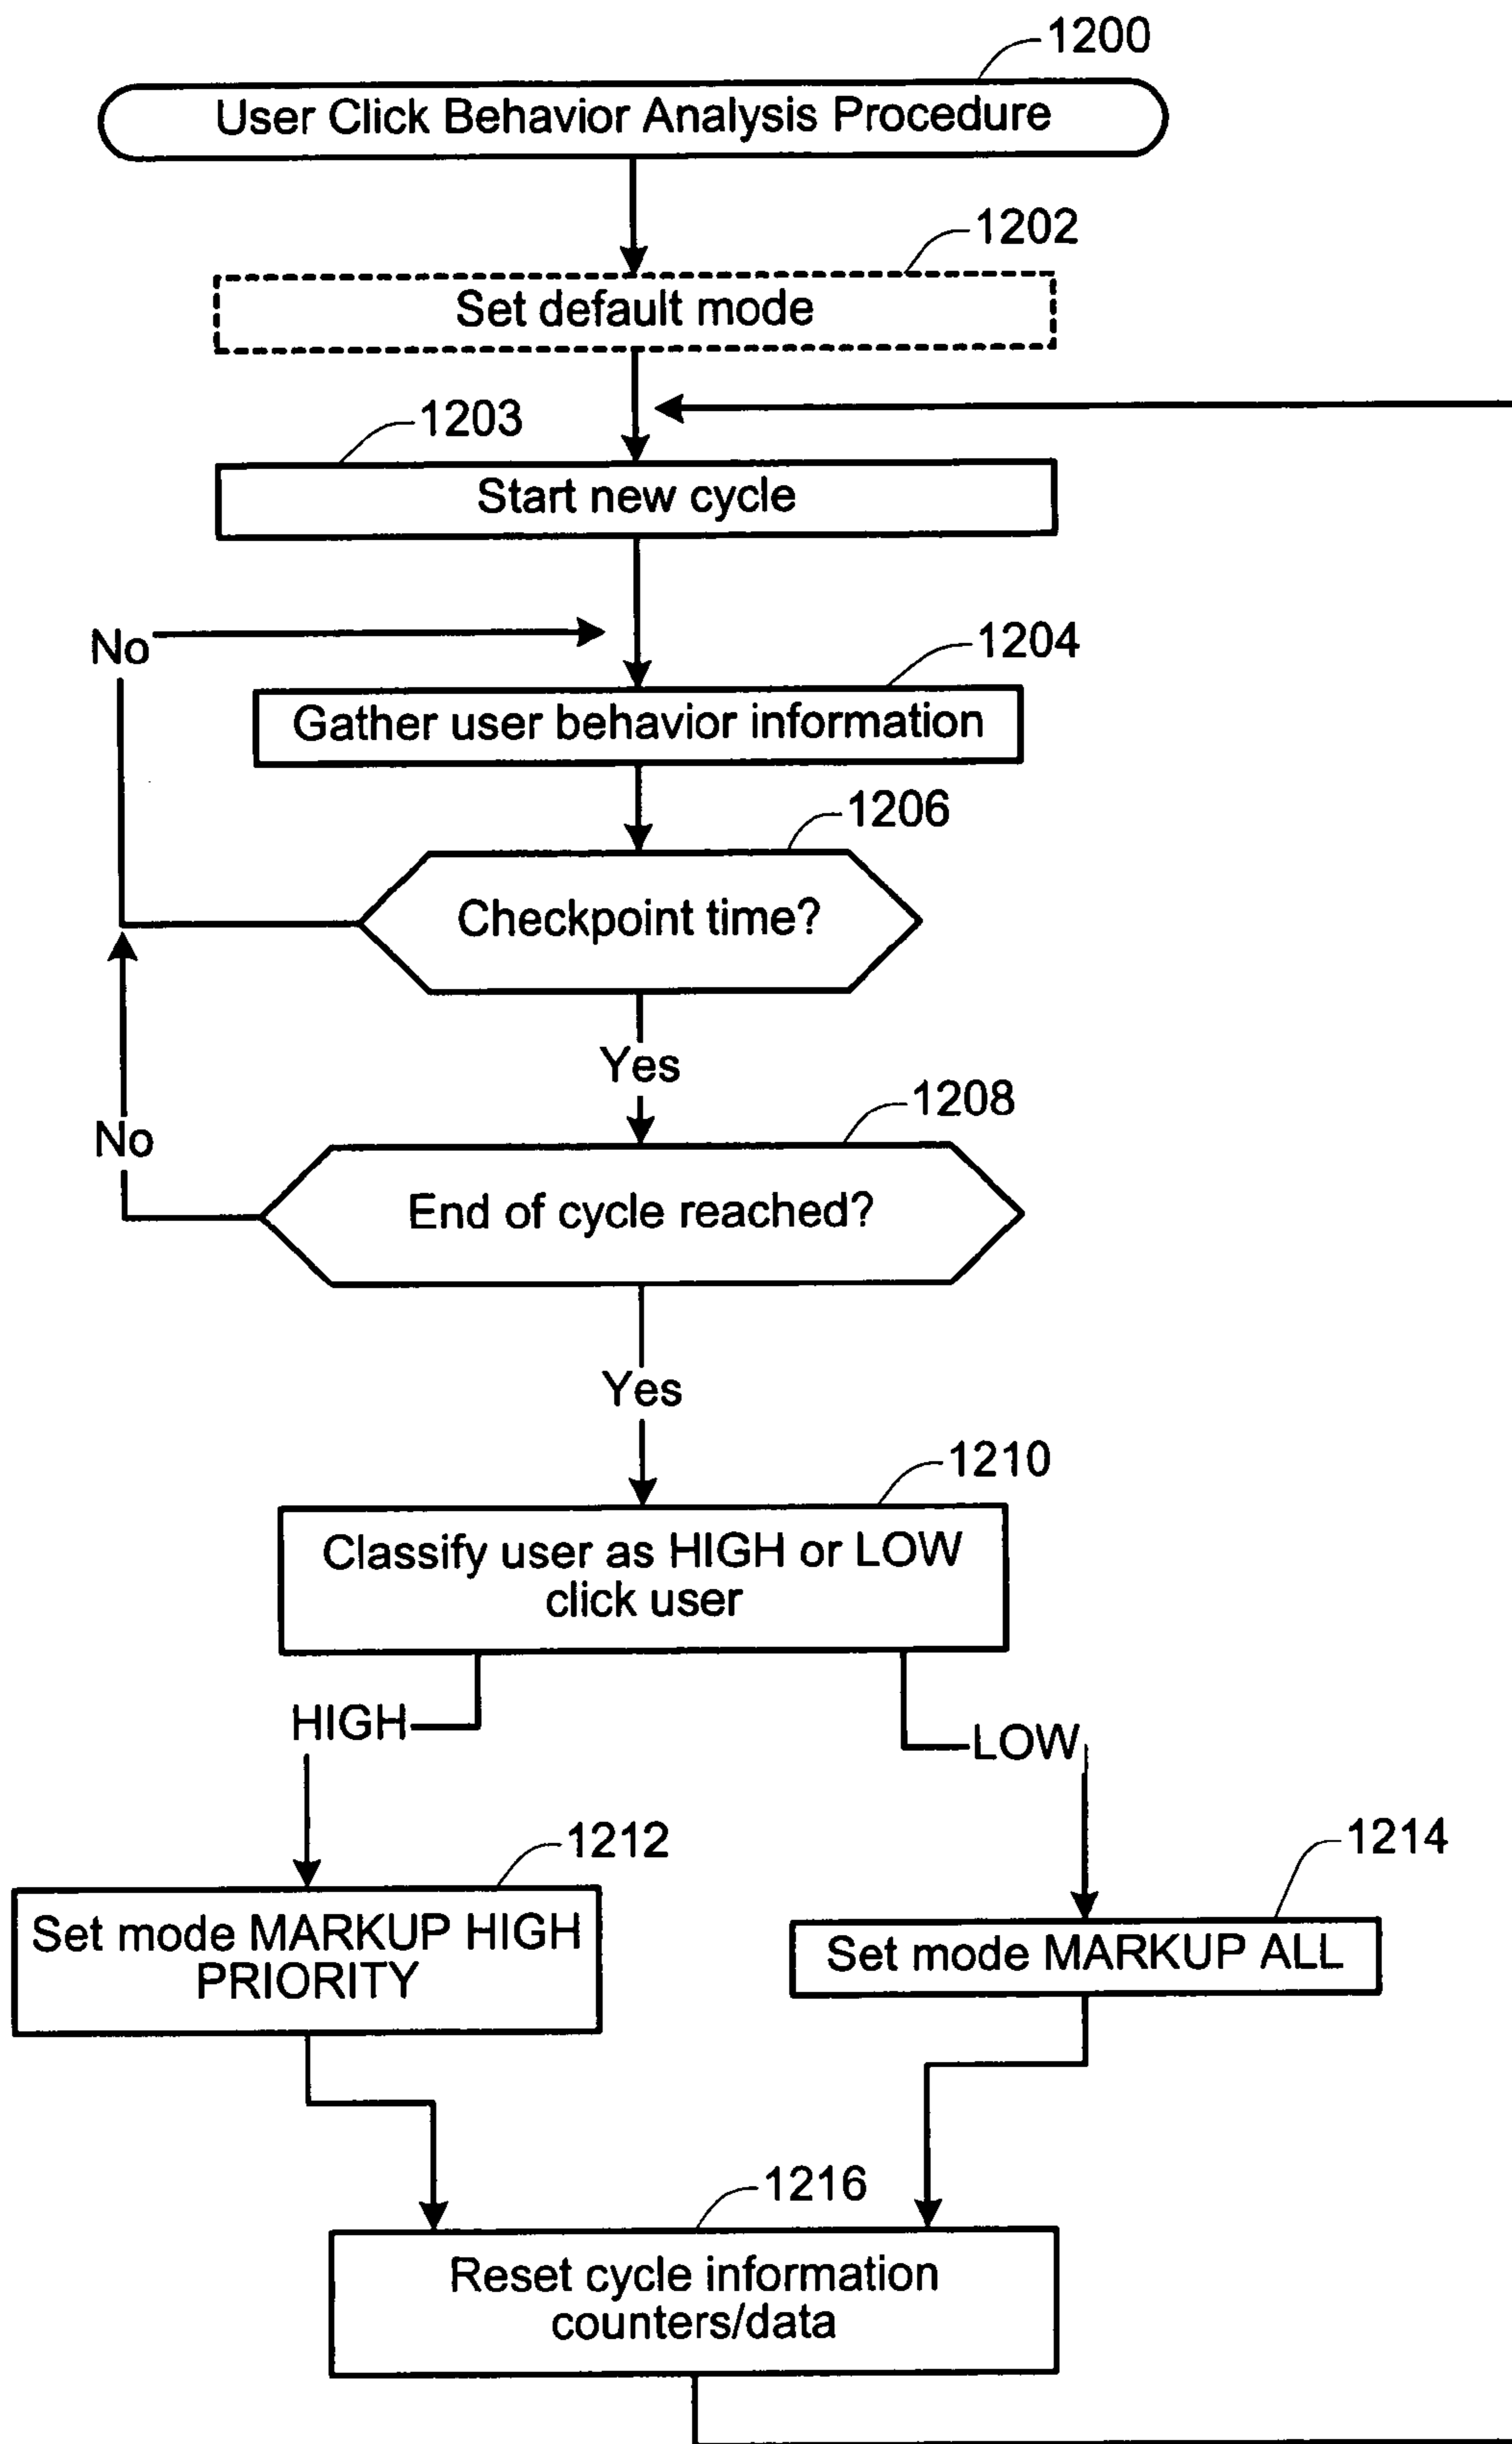 1200
User Click Behavior Analysis Procedure
1202
Set default mode
1203
Start new cycle
No
1204
Gather user behavior information
1206
Checkpoint time?
Yes
1208
No
End of cycle reached?
Yes
1210
Classify user as HIGH or LOW
click user
HIGH
LOW
1212
1214
Set mode MARKUP HIGH
PRIORITY
Set mode MARKUP ALL
1216
Reset cycle information
counters/data